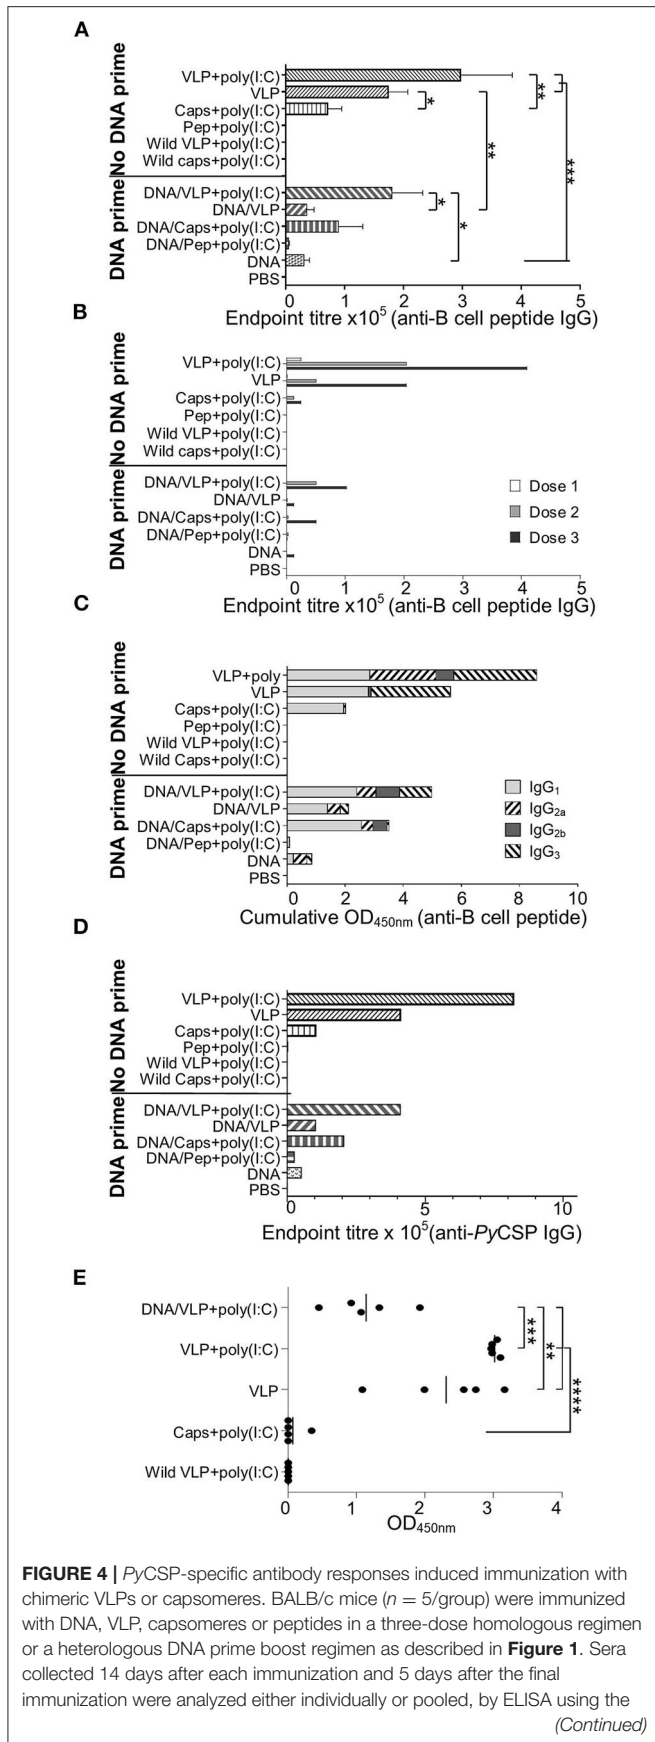 A
No DNA prime
VLP+poly(I:C)
VLP
Caps+poly(I:C)
Pep+poly(I:C)
Wild VLP+poly(I:C)
Wild caps+poly(I:C)
DNA prime
DNA/VLP+poly(I:C)
DNA/VLP
DNA/Caps+poly(I:C)
DNA/Pep+poly(I:C)
DNA
PBS
*
**
**
***
*
*
0 1 2 3 4 5
Endpoint titre x10⁵ (anti-B cell peptide IgG)
B
No DNA prime
VLP+poly(I:C)
VLP
Caps+poly(I:C)
Pep+poly(I:C)
Wild VLP+poly(I:C)
Wild caps+poly(I:C)
DNA prime
DNA/VLP+poly(I:C)
DNA/VLP
DNA/Caps+poly(I:C)
DNA/Pep+poly(I:C)
DNA
PBS
Dose 1
Dose 2
Dose 3
0 1 2 3 4 5
Endpoint titre x10⁵ (anti-B cell peptide IgG)
C
No DNA prime
VLP+poly
VLP
Caps+poly(I:C)
Pep+poly(I:C)
Wild VLP+poly(I:C)
Wild Caps+poly(I:C)
DNA prime
DNA/VLP+poly(I:C)
DNA/VLP
DNA/Caps+poly(I:C)
DNA/Pep+poly(I:C)
DNA
PBS
IgG₁
IgG₂ₐ
IgG2b
IgG₃
0 2 4 6 8 10
Cumulative OD450nm (anti-B cell peptide)
D
No DNA prime
VLP+poly(I:C)
VLP
Caps+poly(I:C)
Pep+poly(I:C)
Wild VLP+poly(I:C)
Wild Caps+poly(I:C)
DNA prime
DNA/VLP+poly(I:C)
DNA/VLP
DNA/Caps+poly(I:C)
DNA/Pep+poly(I:C)
DNA
PBS
0 5 10
Endpoint titre x 10⁵(anti-PyCSP IgG)
E
DNA/VLP+poly(I:C)
VLP+poly(I:C)
VLP
Caps+poly(I:C)
Wild VLP+poly(I:C)
***
**
****
0 1 2 3 4
OD450nm
FIGURE 4 | PyCSP-specific antibody responses induced immunization with
chimeric VLPs or capsomeres. BALB/c mice (n = 5/group) were immunized
with DNA, VLP, capsomeres or peptides in a three-dose homologous regimen
or a heterologous DNA prime boost regimen as described in Figure 1. Sera
collected 14 days after each immunization and 5 days after the final
immunization were analyzed either individually or pooled, by ELISA using the
(Continued)